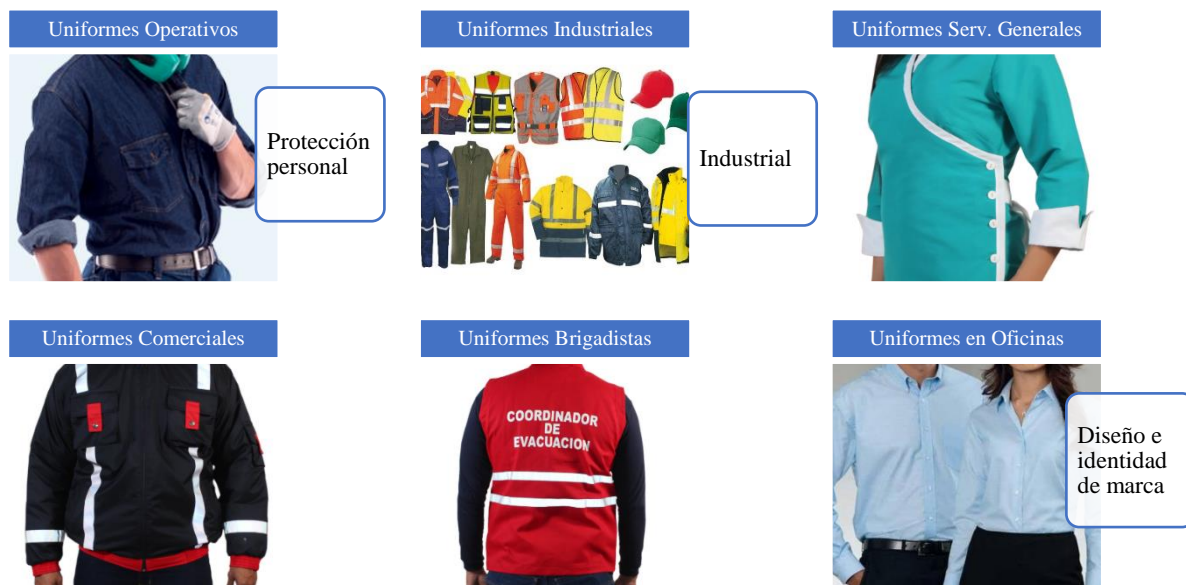 Uniformes Operativos
Protección
personal
Uniformes Industriales
Industrial
Uniformes Serv. Generales
Uniformes Comerciales
Uniformes Brigadistas
COORDINADOR
DE
EVACUACION
Uniformes en Oficinas
Diseño e
identidad
de marca